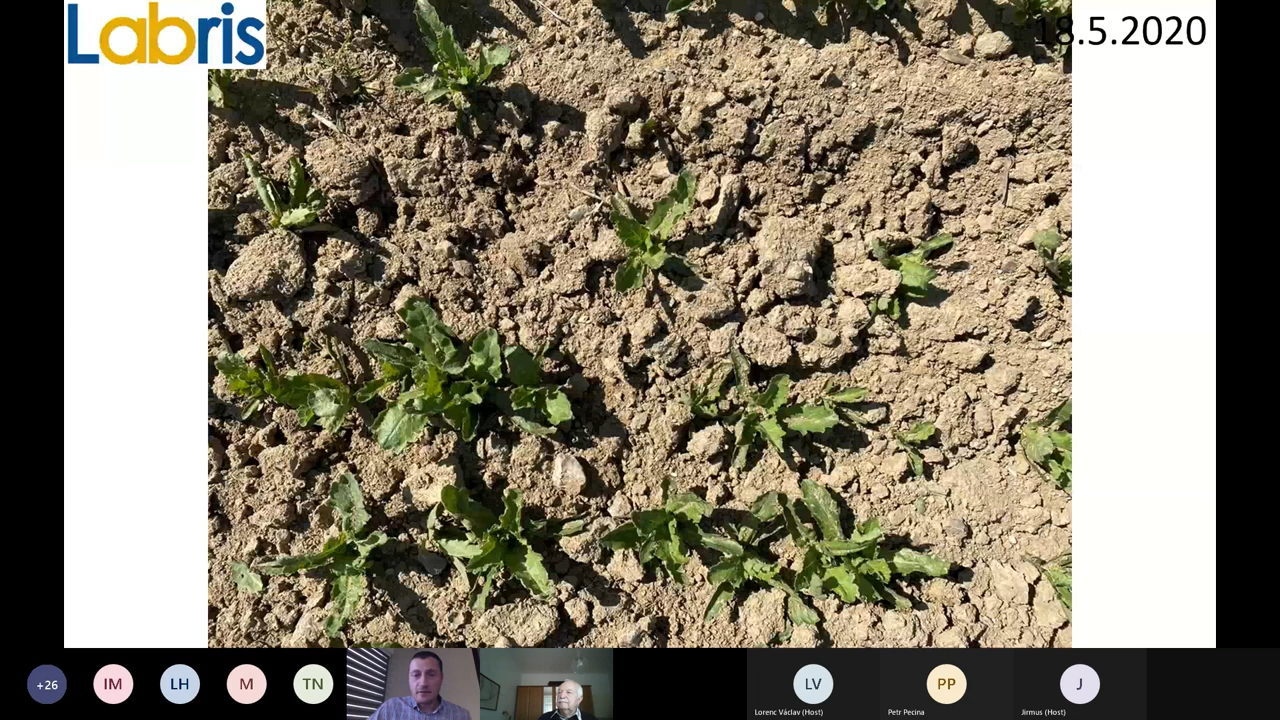 Labris
18.5.2020
+26
IM
LH
M
TN
LV
PP
J
Lorenc Václav (Host)
Petr Pecina
Jirmus (Host)